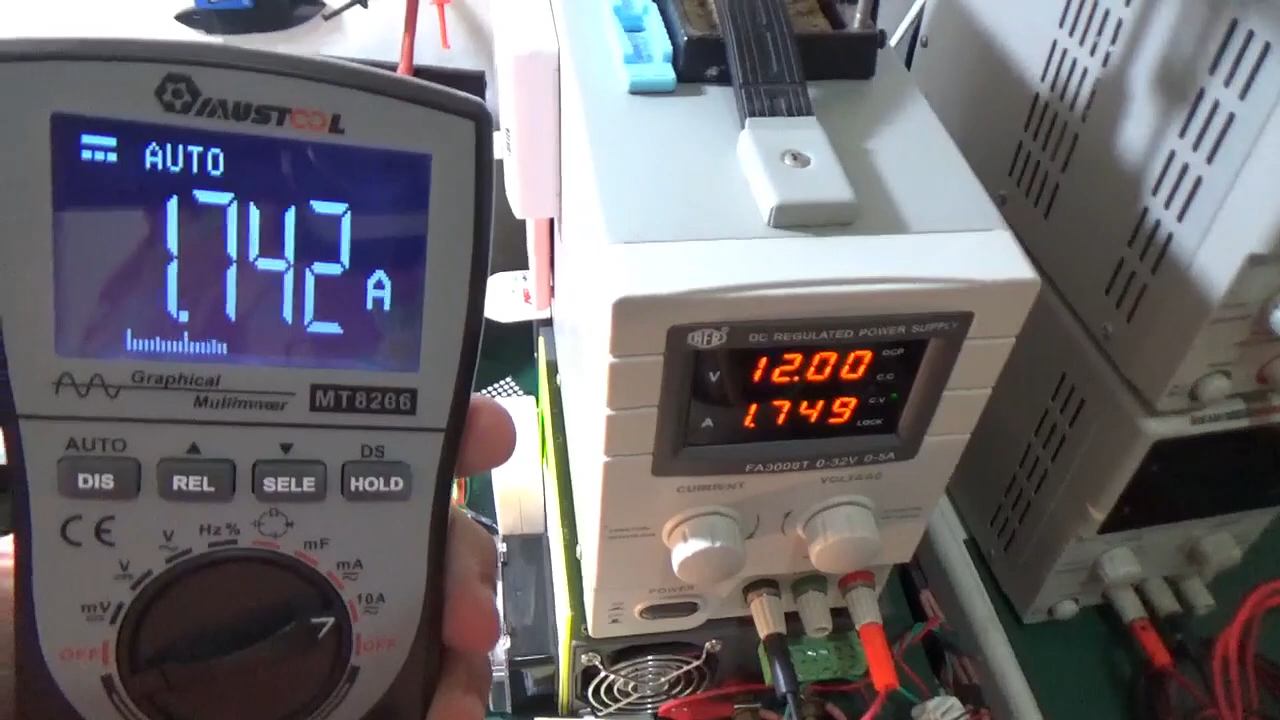 MUSTOOL
AUTO
1.742 A
Graphical
Multimeter
MT8266
AUTO ▲ ▼ DS
DIS REL SELE HOLD
CE
V
Hz%
mF
V
mA
mV
10A
OFF
OFF
DC REGULATED POWER SUPPLY
V 12.00
OCP
C.C
C.V
A 1.749
LOCK
FA3008T 0-32V 0-5A
CURRENT
VOLTAGE
POWER